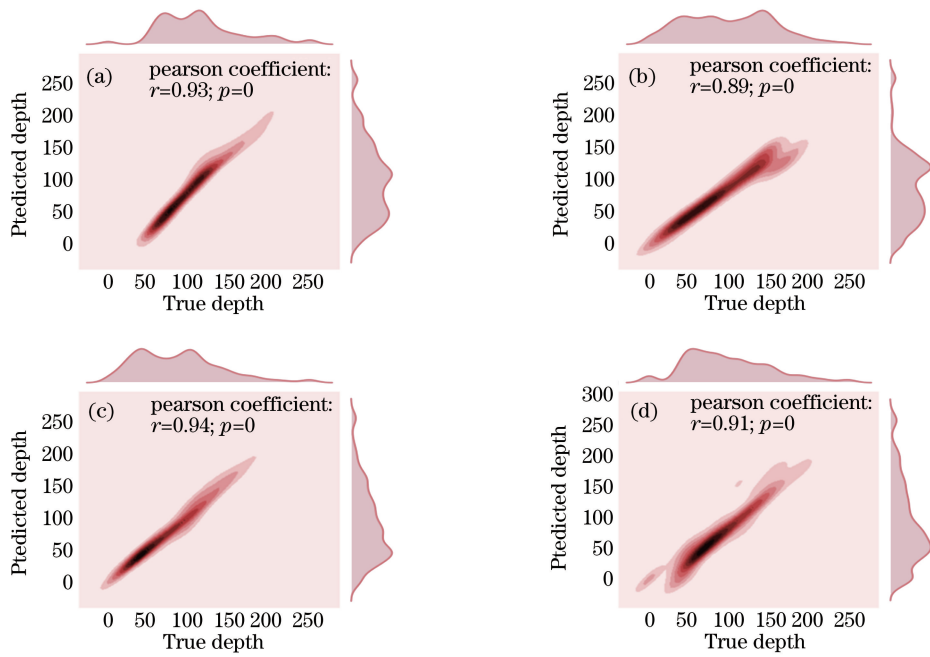 (a) pearson coefficient:
r=0.93; p=0
Ptedicted depth
250
200
150
100
50
0
0 50 100 150 200 250
True depth
(b) pearson coefficient:
r=0.89; p=0
Ptedicted depth
250
200
150
100
50
0
0 50 100 150 200 250
True depth
(c) pearson coefficient:
r=0.94; p=0
Ptedicted depth
250
200
150
100
50
0
0 50 100 150 200 250
True depth
(d) pearson coefficient:
r=0.91; p=0
Ptedicted depth
300
250
200
150
100
50
0
0 50 100 150 200 250
True depth